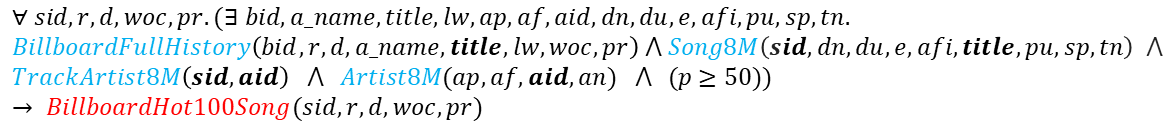 ∀ sid, r, d, woc, pr. (∃ bid, a_name, title, lw, ap, af, aid, dn, du, e, afi, pu, sp, tn.
BillboardFullHistory(bid, r, d, a_name, title, lw, woc, pr) ∧ Song8M(sid, dn, du, e, afi, title, pu, sp, tn) ∧
TrackArtist8M(sid, aid) ∧ Artist8M(ap, af, aid, an) ∧ (p ≥ 50))
→ BillboardHot100Song(sid, r, d, woc, pr)